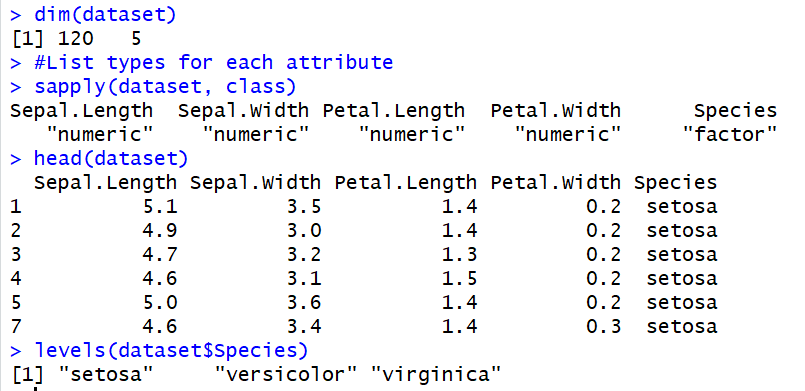 > dim(dataset)
[1] 120   5
> #List types for each attribute
> sapply(dataset, class)
Sepal.Length  Sepal.Width Petal.Length  Petal.Width      Species
   "numeric"    "numeric"    "numeric"    "numeric"     "factor"
> head(dataset)
  Sepal.Length Sepal.Width Petal.Length Petal.Width Species
1          5.1         3.5          1.4         0.2  setosa
2          4.9         3.0          1.4         0.2  setosa
3          4.7         3.2          1.3         0.2  setosa
4          4.6         3.1          1.5         0.2  setosa
5          5.0         3.6          1.4         0.2  setosa
7          4.6         3.4          1.4         0.3  setosa
> levels(dataset$Species)
[1] "setosa"     "versicolor" "virginica"